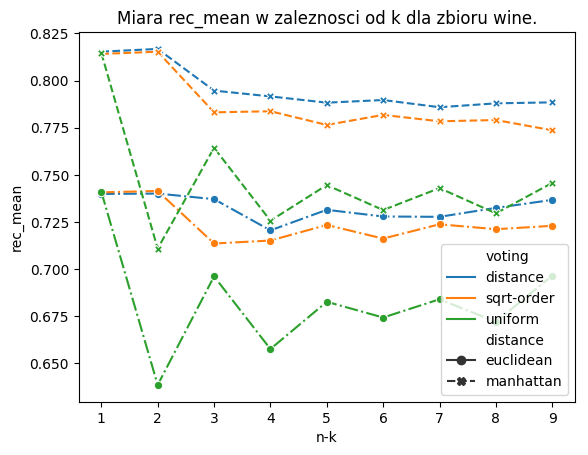 Miara rec_mean w zaleznosci od k dla zbioru wine.
0.825
0.800
0.775
0.750
0.725
0.700
0.675
0.650
rec_mean
voting
distance
sqrt-order
uniform
distance
euclidean
manhattan
1 2 3 4 5 6 7 8 9
n-k